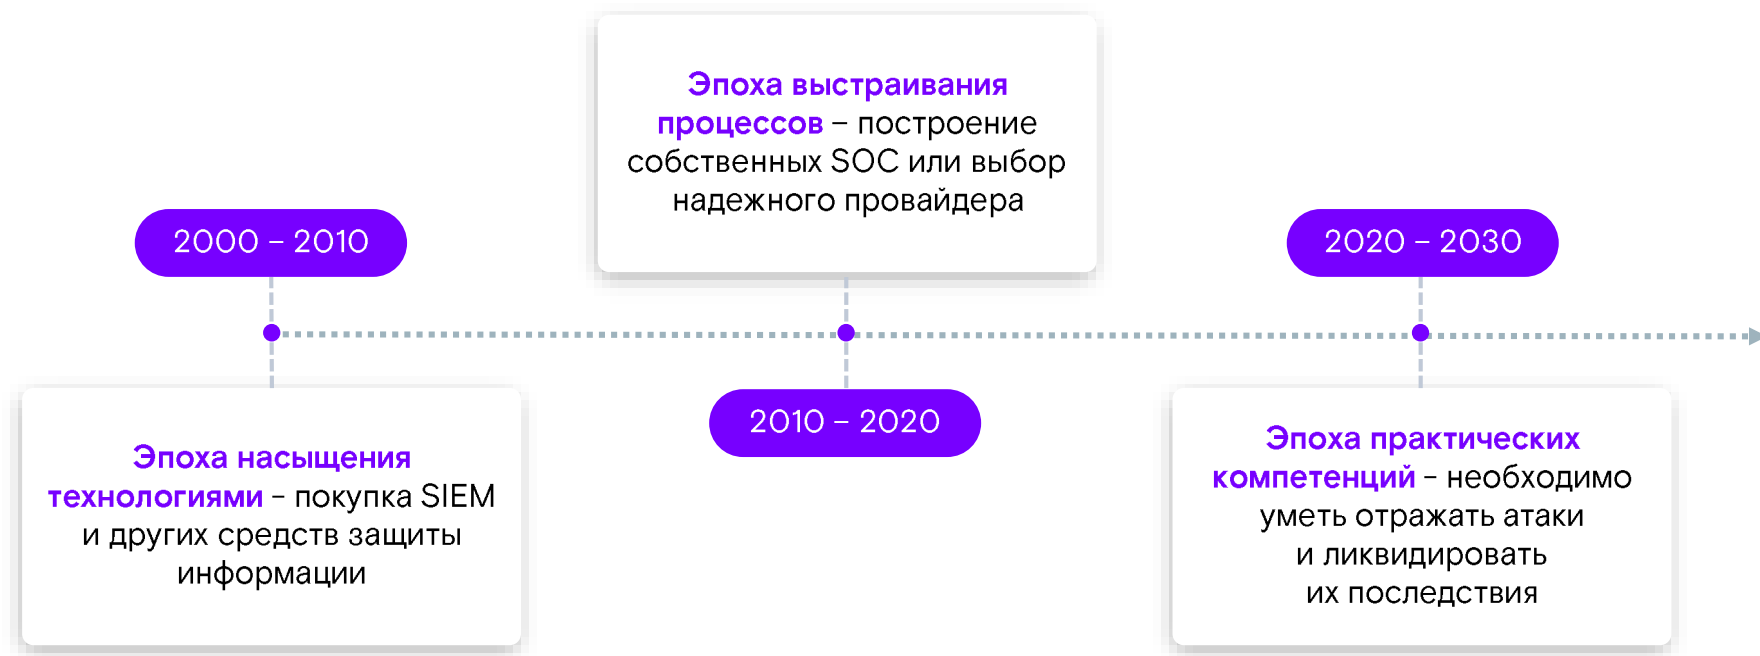 2000 – 2010
Эпоха насыщения
технологиями – покупка SIEM
и других средств защиты
информации
Эпоха выстраивания
процессов – построение
собственных SOC или выбор
надежного провайдера
2010 – 2020
2020 – 2030
Эпоха практических
компетенций – необходимо
уметь отражать атаки
и ликвидировать
их последствия